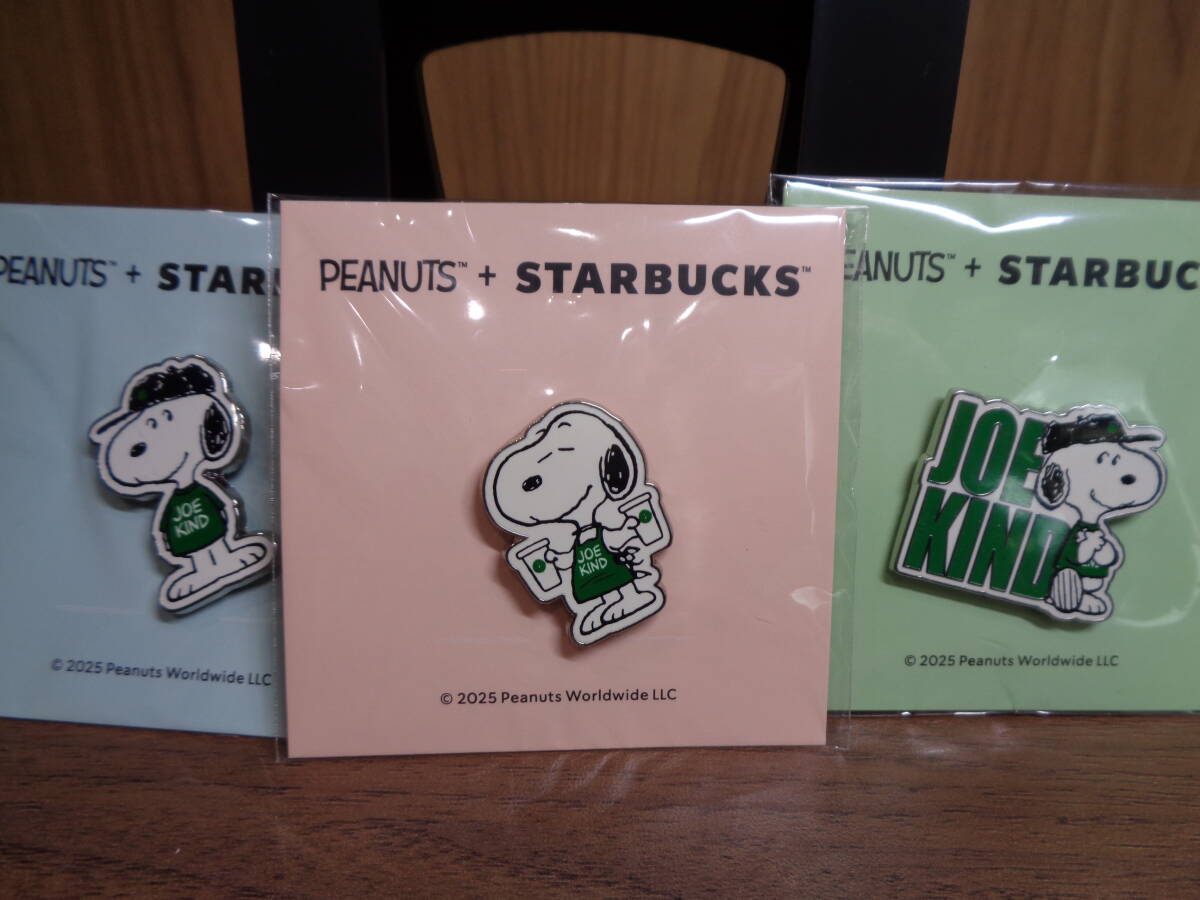 PEANUTS™ + STAR
JOE
KIND
© 2025 Peanuts Worldwide LLC
PEANUTS™ + STARBUCKS™
JOE
KIND
© 2025 Peanuts Worldwide LLC
EANUTS™ + STARBUC
JOE
KIND
© 2025 Peanuts Worldwide LLC